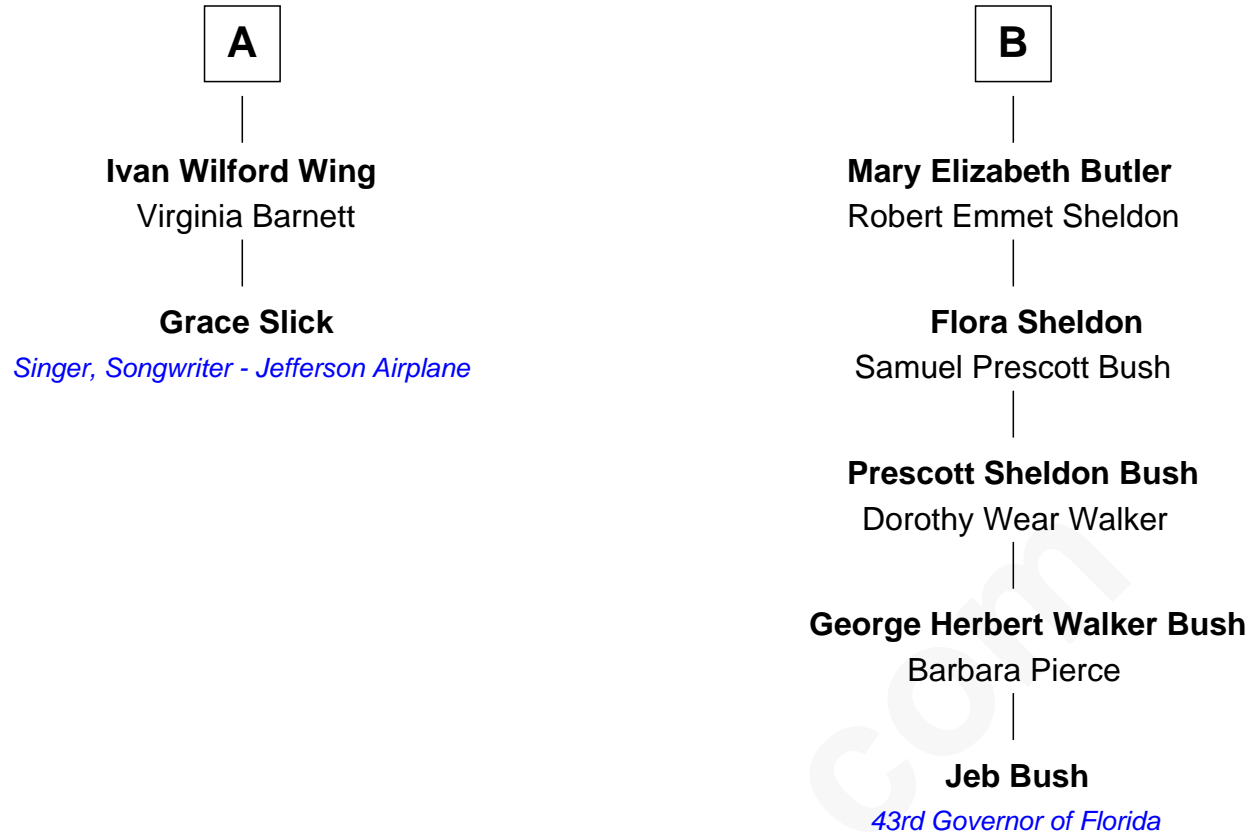 A
Ivan Wilford Wing
Virginia Barnett
Grace Slick
Singer, Songwriter - Jefferson Airplane
B
Mary Elizabeth Butler
Robert Emmet Sheldon
Flora Sheldon
Samuel Prescott Bush
Prescott Sheldon Bush
Dorothy Wear Walker
George Herbert Walker Bush
Barbara Pierce
Jeb Bush
43rd Governor of Florida
com